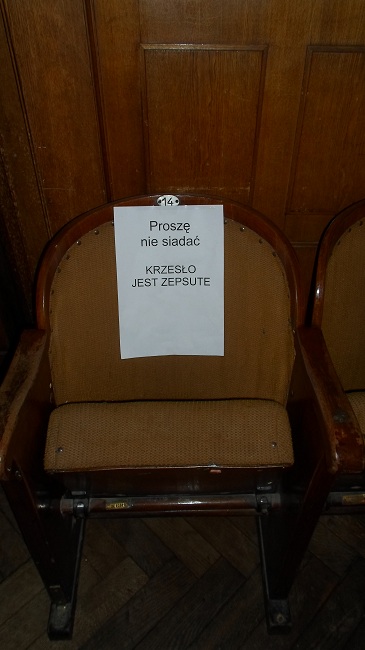 14
Proszę
nie siadać
KRZESŁO
JEST ZEPSUTE